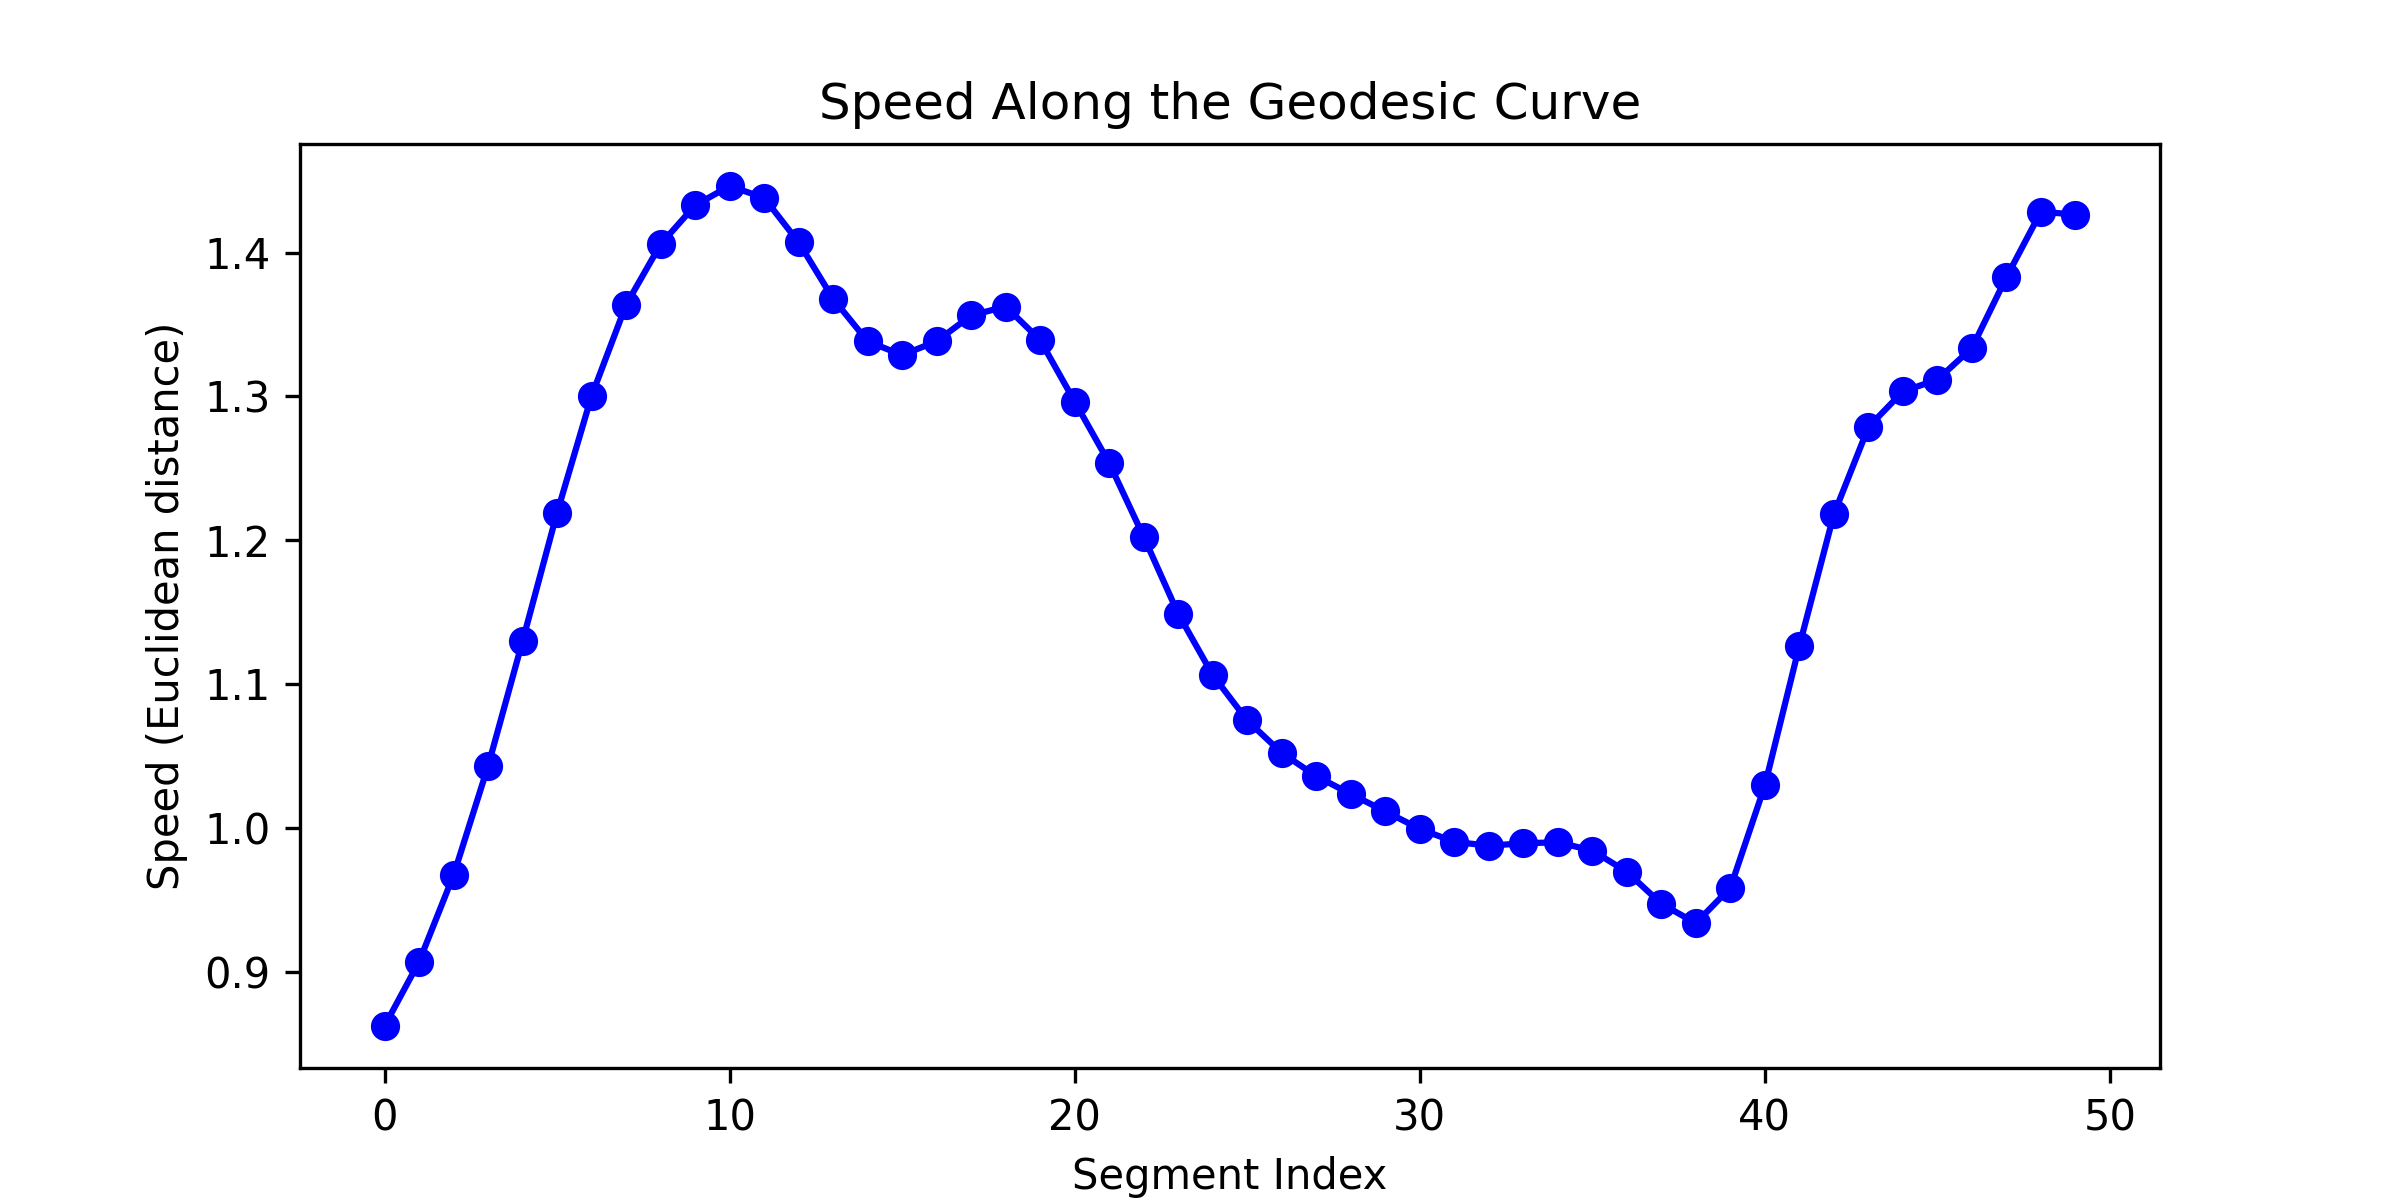 Speed Along the Geodesic Curve
Speed (Euclidean distance)
1.4
1.3
1.2
1.1
1.0
0.9
0 10 20 30 40 50
Segment Index